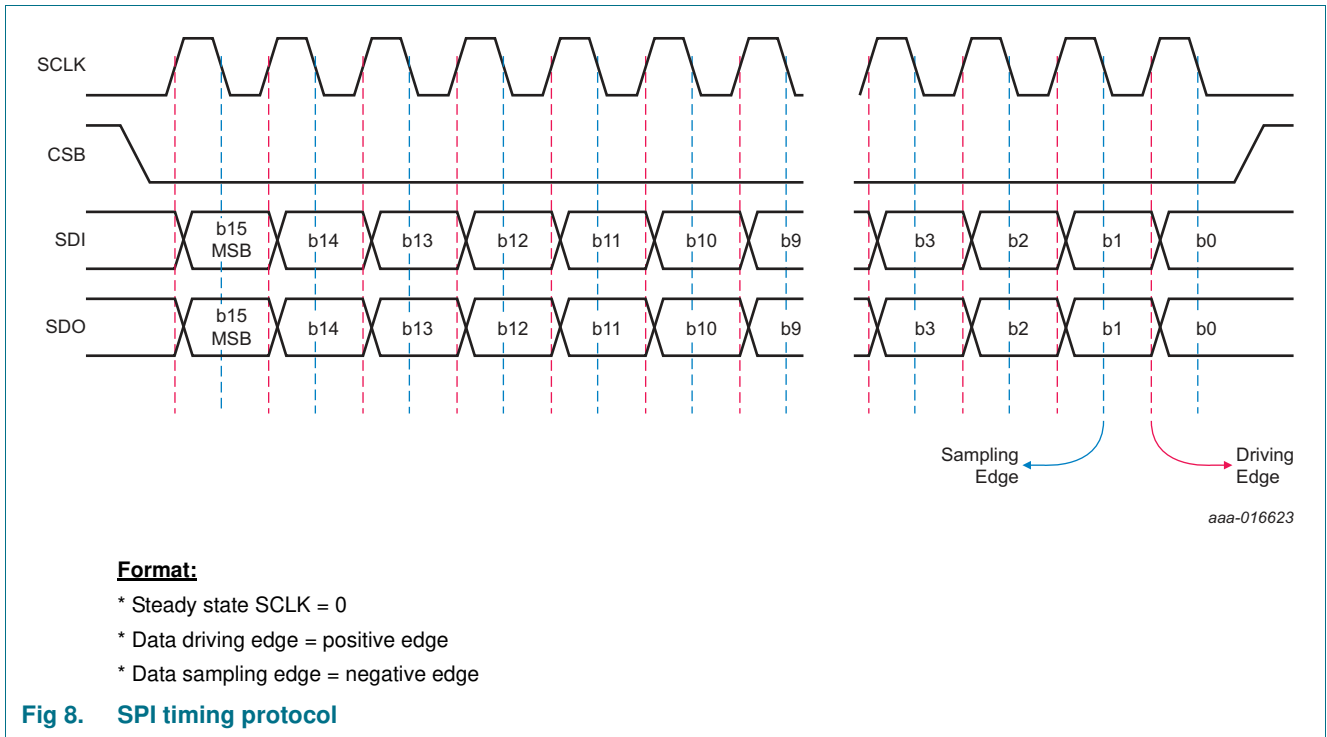 SCLK
CSB
SDI
b15
MSB
b14
b13
b12
b11
b10
b9
b3
b2
b1
b0
SDO
b15
MSB
b14
b13
b12
b11
b10
b9
b3
b2
b1
b0
Sampling
Edge
Driving
Edge
aaa-016623
Format:
* Steady state SCLK = 0
* Data driving edge = positive edge
* Data sampling edge = negative edge
Fig 8. SPI timing protocol